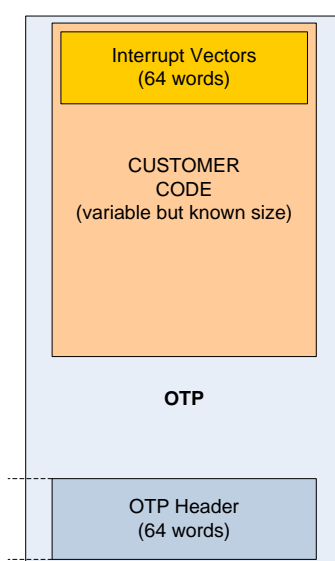 Interrupt Vectors
(64 words)
CUSTOMER
CODE
(variable but known size)
OTP
OTP Header
(64 words)